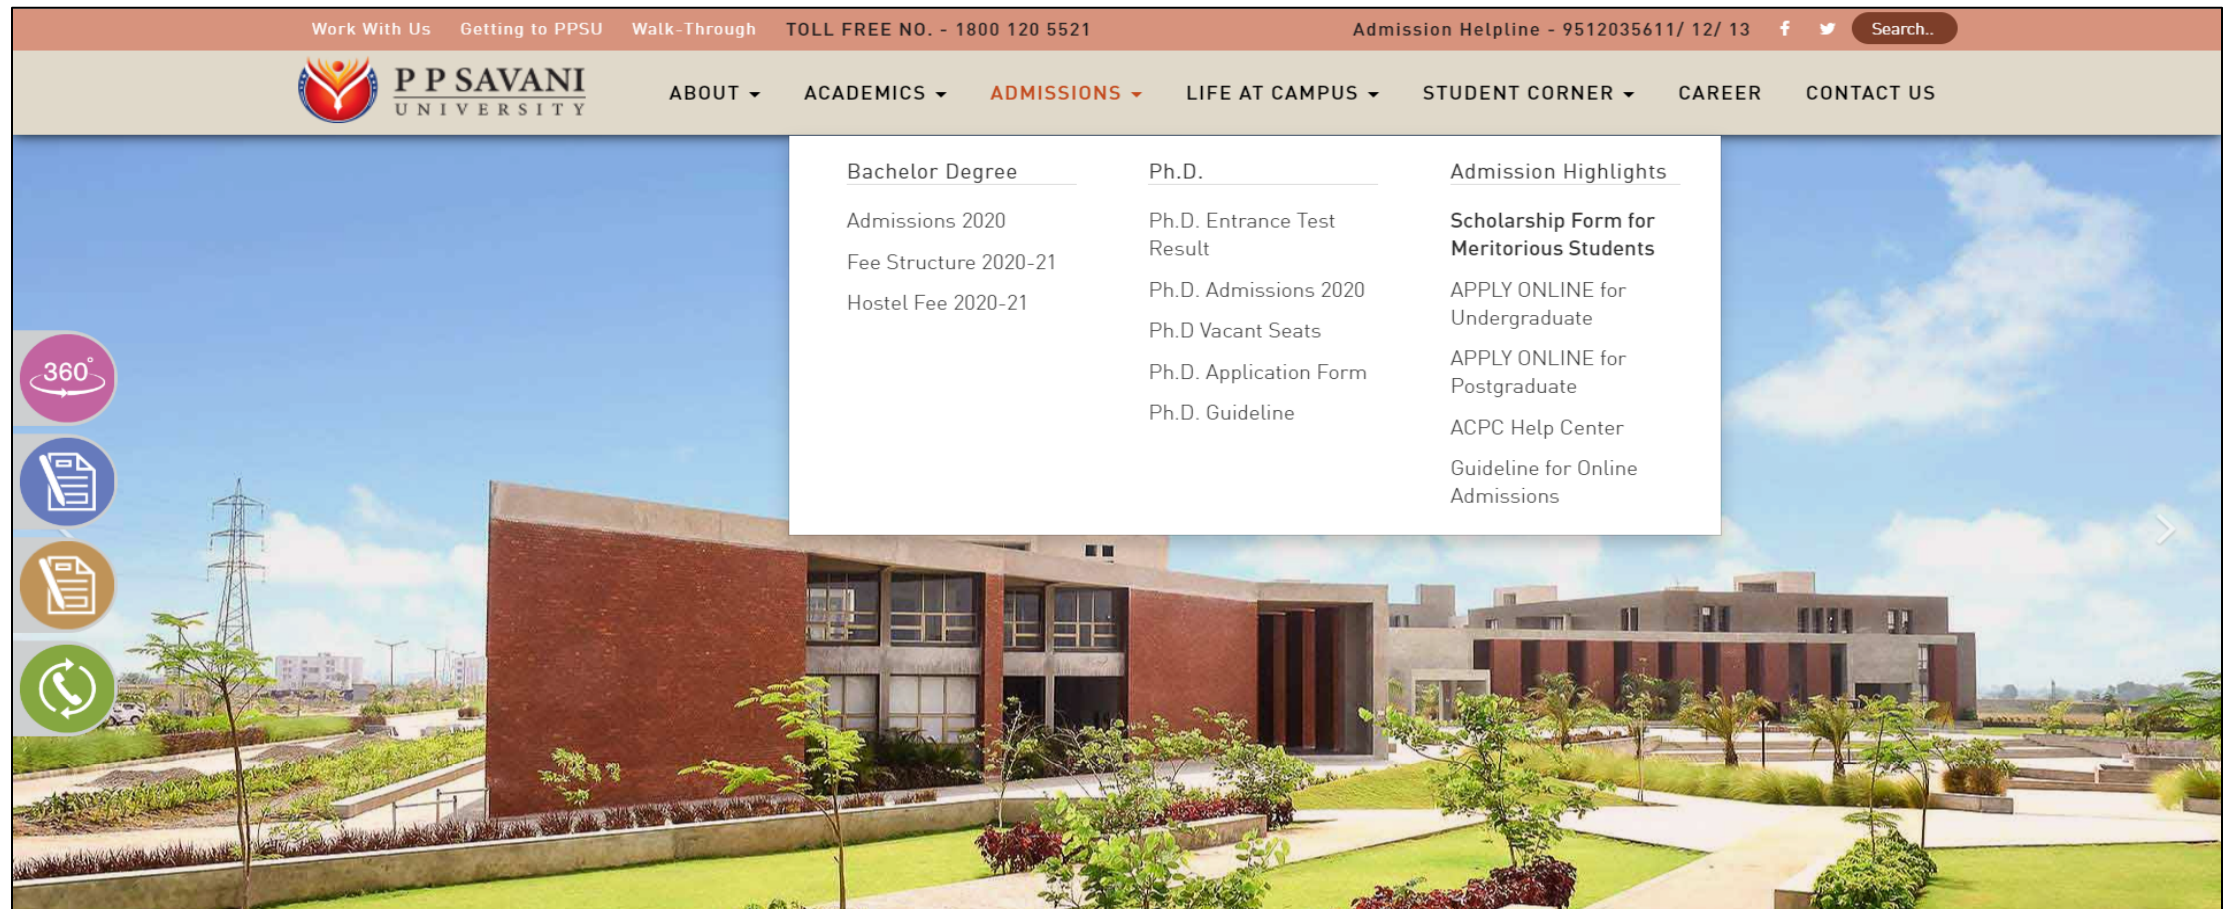 Work With Us Getting to PPSU Walk-Through TOLL FREE NO. - 1800 120 5521 Admission Helpline - 9512035611/ 12/ 13 Search..
P P SAVANI
UNIVERSITY
ABOUT ACADEMICS ADMISSIONS LIFE AT CAMPUS STUDENT CORNER CAREER CONTACT US
Bachelor Degree
Admissions 2020
Fee Structure 2020-21
Hostel Fee 2020-21
Ph.D.
Ph.D. Entrance Test
Result
Ph.D. Admissions 2020
Ph.D Vacant Seats
Ph.D. Application Form
Ph.D. Guideline
Admission Highlights
Scholarship Form for
Meritorious Students
APPLY ONLINE for
Undergraduate
APPLY ONLINE for
Postgraduate
ACPC Help Center
Guideline for Online
Admissions
360°